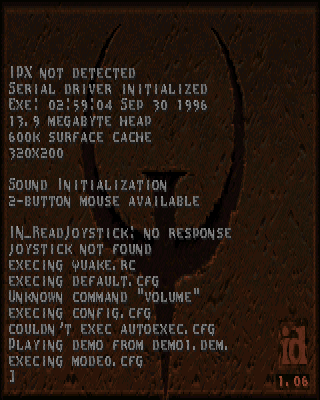 IPX not detected
Serial driver initialized
Exe: 02:59:04 Sep 30 1996
13.9 megabyte heap
600k surface cache
320x200

Sound Initialization
2-button mouse available

IN_ReadJoystick: no response
joystick not found
execing quake.rc
execing default.cfg
Unknown command "volume"
execing config.cfg
couldn't exec autoexec.cfg
Playing demo from demo1.dem.
execing mode0.cfg
]
id
1.06